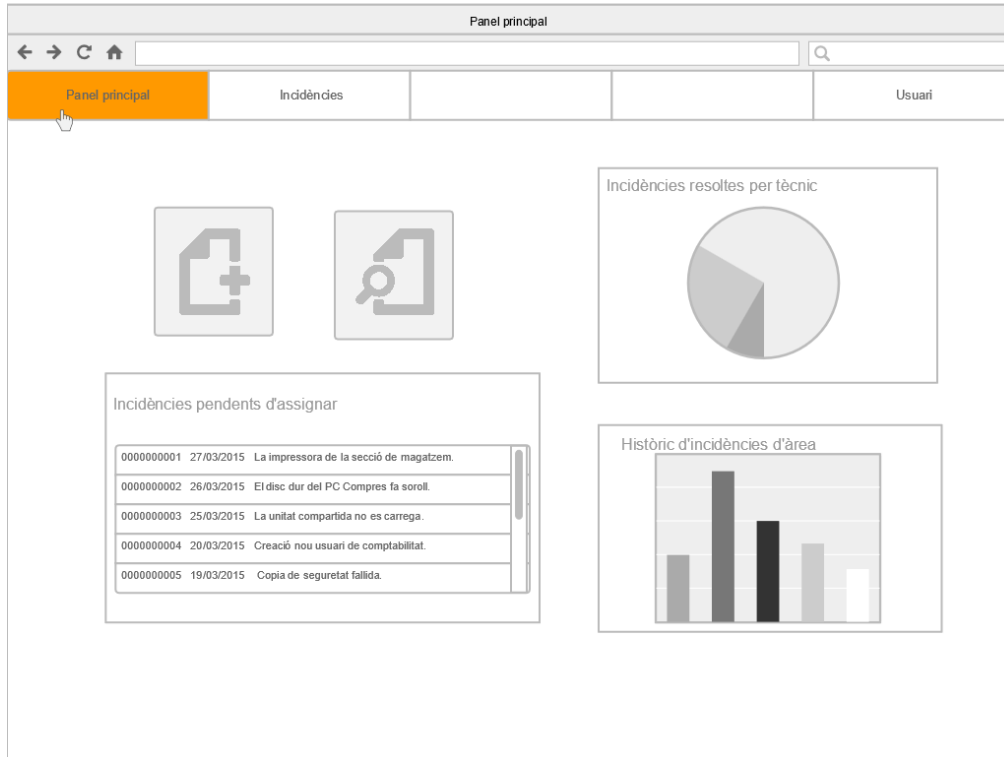 Panel principal
Panel principal
Incidències
Usuari
Incidències resoltes per tècnic
Incidències pendents d'assignar
0000000001 27/03/2015 La impressora de la secció de magatzem.
0000000002 26/03/2015 El disc dur del PC Compres fa soroll.
0000000003 25/03/2015 La unitat compartida no es carrega.
0000000004 20/03/2015 Creació nou usuari de comptabilitat.
0000000005 19/03/2015 Copia de seguretat fallida.
Històric d'incidències d'àrea